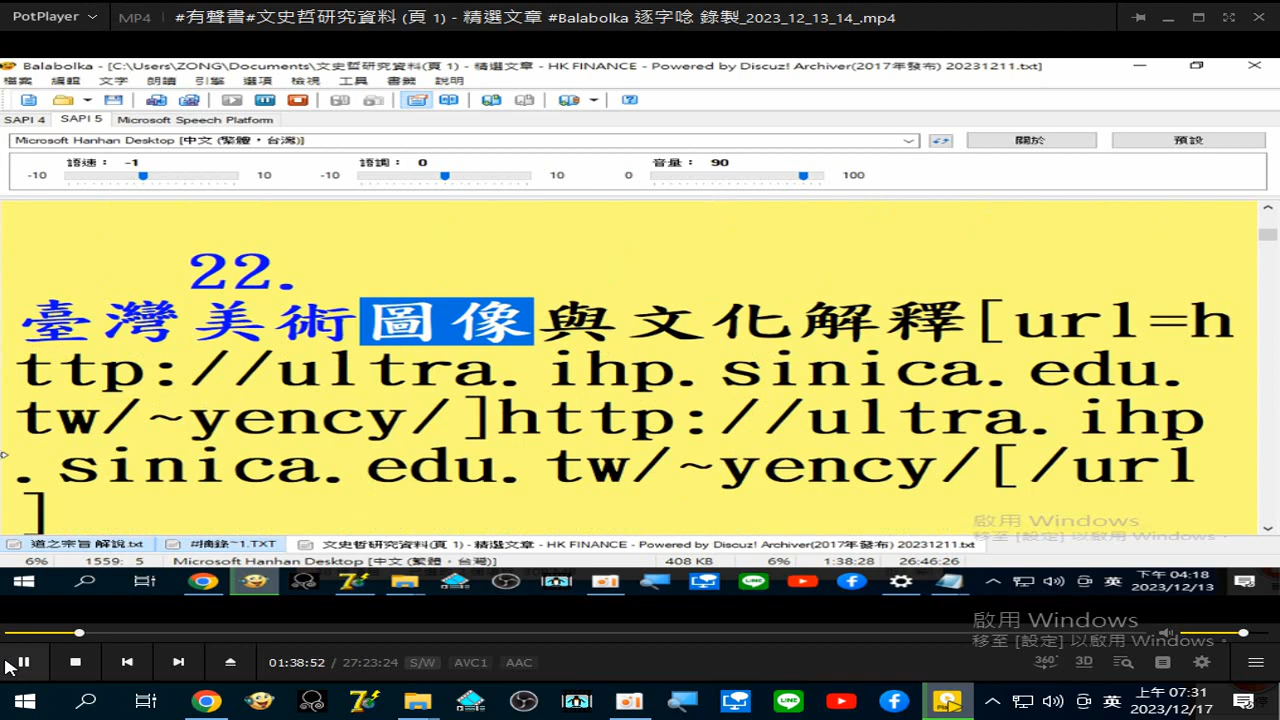 PotPlayer
MP4
#有聲書#文史哲研究資料 (頁 1) - 精選文章 #Balabolka 逐字唸 錄製_2023_12_13_14_.mp4
Balabolka - [C:\Users\ZONG\Documents\文史哲研究資料(頁 1) - 精選文章 - HK FINANCE - Powered by Discuz! Archiver(2017年發布) 20231211.txt]
檔案 編輯 文字 朗讀 引擎 選項 檢視 工具 書籤 說明
SAPI 4 SAPI 5 Microsoft Speech Platform
Microsoft Hanhan Desktop [中文 (繁體，台灣)]
關於
預設
語速： -1 語調： 0 音量： 90
-10 10 -10 10 0 100
22.
臺灣美術圖像與文化解釋[url=h
ttp://ultra.ihp.sinica.edu.
tw/~yency/]http://ultra.ihp
.sinica.edu.tw/~yency/[/url
]
啟用 Windows
移至 [設定] 以啟用 Windows。
道之宗旨 解說.txt
#摘錄~1.TXT
文史哲研究資料(頁 1) - 精選文章 - HK FINANCE - Powered by Discuz! Archiver(2017年發布) 20231211.txt
6% 1559: 5 Microsoft Hanhan Desktop [中文 (繁體，台灣)] 408 KB 6% 1:38:28 26:46:26
英
下午 04:18
2023/12/13
啟用 Windows
移至 [設定] 以啟用 Windows。
01:38:52 / 27:23:24 S/W AVC1 AAC
360° 3D
英
上午 07:31
2023/12/17